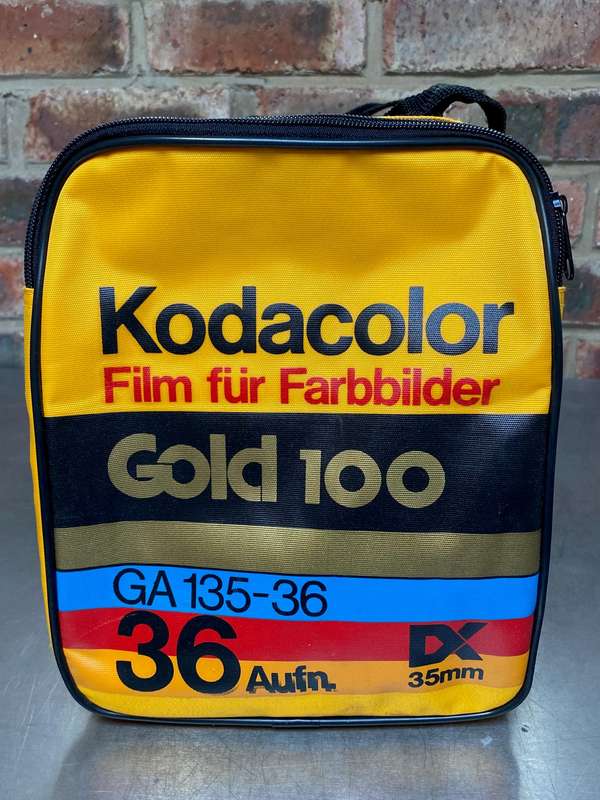 Kodacolor
Film für Farbbilder
Gold 100
GA 135-36
36 Aufn.
DX
35mm